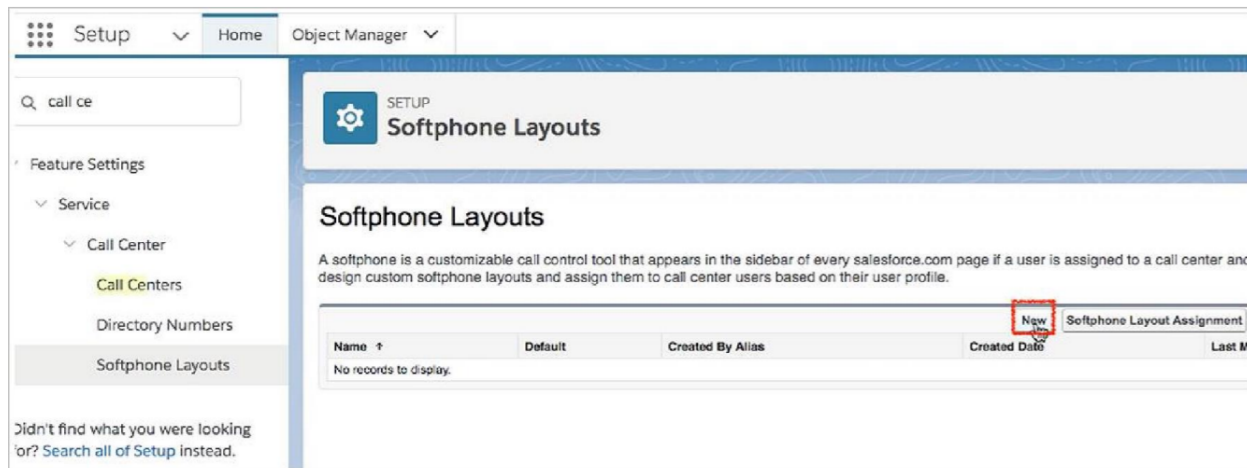 Setup
Home
Object Manager
call ce
Feature Settings
Service
Call Center
Call Centers
Directory Numbers
Softphone Layouts
Didn't find what you were looking
for? Search all of Setup instead.
SETUP
Softphone Layouts
Softphone Layouts
A softphone is a customizable call control tool that appears in the sidebar of every salesforce.com page if a user is assigned to a call center and
design custom softphone layouts and assign them to call center users based on their user profile.
New Softphone Layout Assignment
Name ↑ Default Created By Alias Created Date Last M
No records to display.